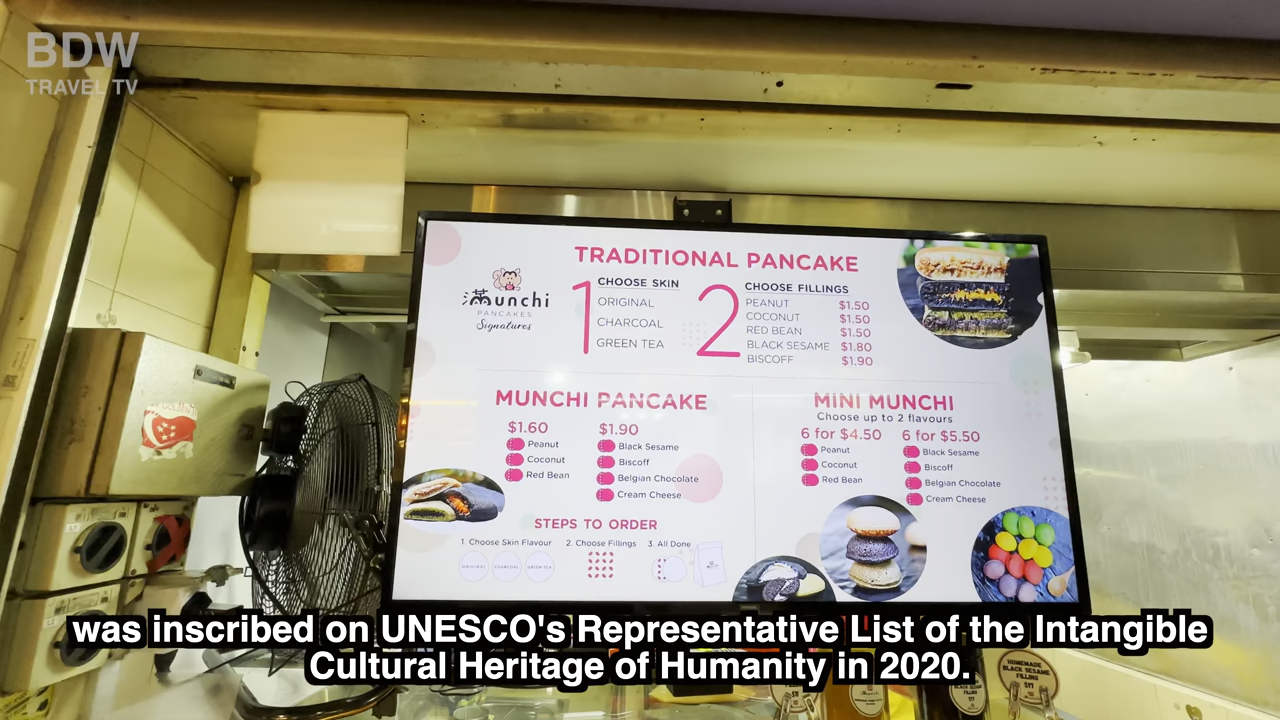 BDW
TRAVEL TV
TRADITIONAL PANCAKE
满unchi
PANCAKES
Signatures
1
CHOOSE SKIN
ORIGINAL
CHARCOAL
GREEN TEA
2
CHOOSE FILLINGS
PEANUT $1.50
COCONUT $1.50
RED BEAN $1.50
BLACK SESAME $1.80
BISCOFF $1.90
MUNCHI PANCAKE
$1.60
Peanut
Coconut
Red Bean
$1.90
Black Sesame
Biscoff
Belgian Chocolate
Cream Cheese
MINI MUNCHI
Choose up to 2 flavours
6 for $4.50
Peanut
Coconut
Red Bean
6 for $5.50
Black Sesame
Biscoff
Belgian Chocolate
Cream Cheese
STEPS TO ORDER
1. Choose Skin Flavour
2. Choose Fillings
3. All Done
ORIGINAL
CHARCOAL
GREEN TEA
was inscribed on UNESCO's Representative List of the Intangible
Cultural Heritage of Humanity in 2020.
HOMEMADE
BLACK SESAME
FILLING